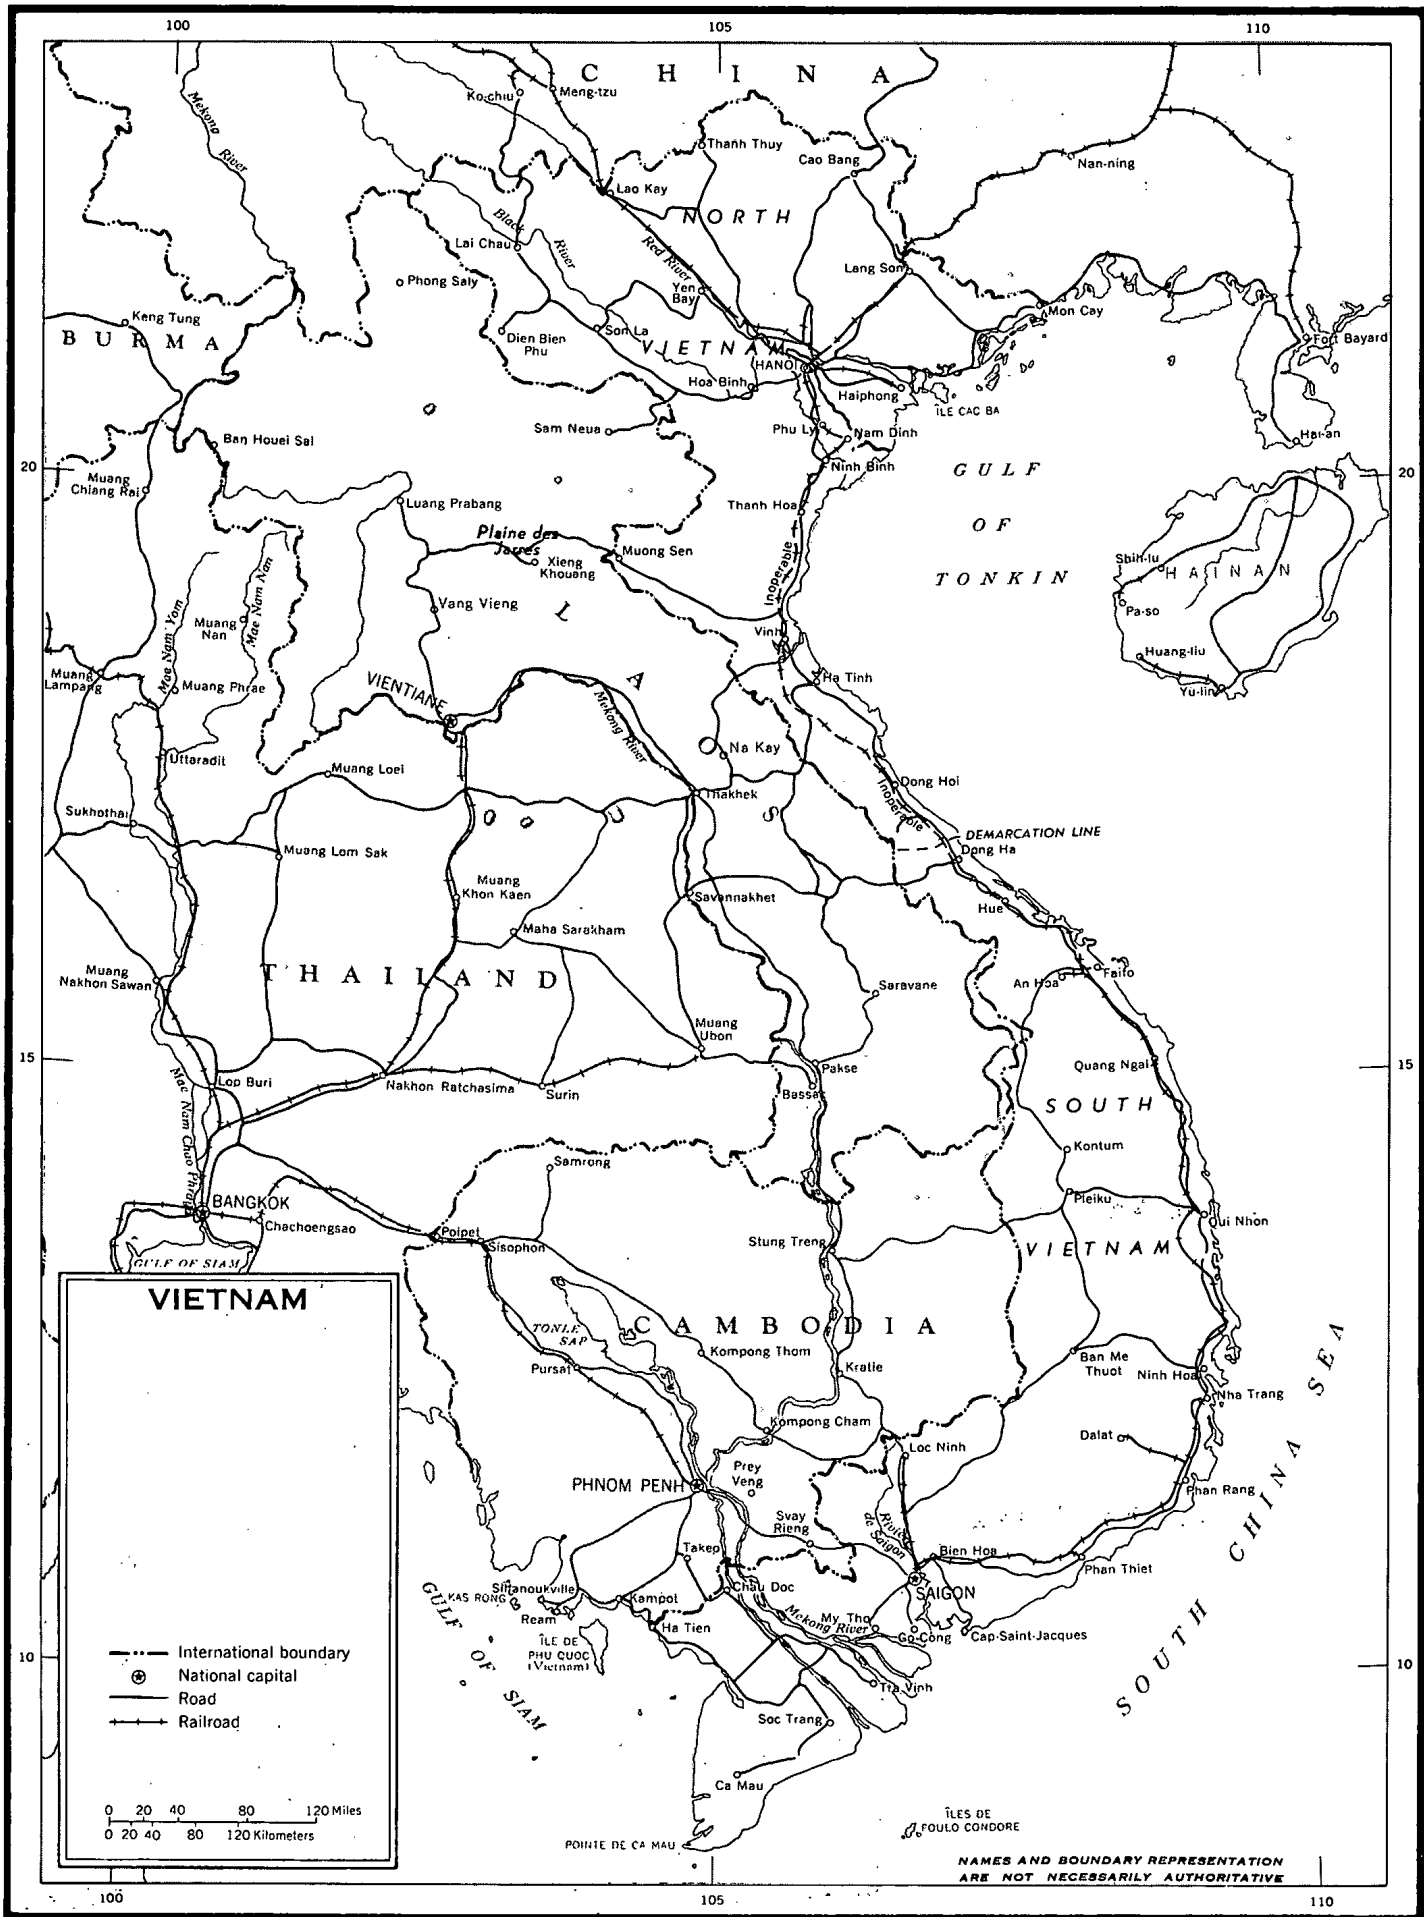 100
105
110
C H I N A
Ko-chiu
Meng-tzu
Mekong
River
Thanh Thuy
Cao Bang
Nan-ning
Lao Kay
NORTH
Black
River
Lai Chau
Red River
Lang Son
Phong Saly
Yen
Bay
Mon Cay
Keng Tung
BURMA
Dien Bien
Phu
Son La
VIETNAM
HANOI
Fort Bayard
Hoa Binh
Haiphong
ÎLE CAC BA
Sam Neua
Phu Ly
Nam Dinh
Hai-an
Ban Houei Sai
Ninh Binh
20
20
GULF
OF
TONKIN
Muang
Chiang Rai
Luang Prabang
Thanh Hoa
Plaine des
Jarres
Xieng
Khouang
Muong Sen
Inoperable
Shih-lu
HAINAN
Pa-so
Mae Nam Yom
Mae Nam Nan
Muang
Nan
Vang Vieng
L A O S
Vinh
Huang-liu
Yu-lin
Muang
Lampang
Muang Phrae
VIENTIANE
Ha Tinh
Mekong River
Na Kay
Uttaradit
Muang Loei
Thakhek
Dong Hoi
Inoperable
Sukhothai
DEMARCATION LINE
Dong Ha
Muang Lom Sak
Muang
Khon Kaen
Savannakhet
Hue
Maha Sarakham
Muang
Nakhon Sawan
THAILAND
Saravane
An Hoa
Faifo
Muang
Ubon
15
15
Lop Buri
Nakhon Ratchasima
Surin
Pakse
Bassac
Quang Ngai
Mae Nam Chao Phraya
SOUTH
Kontum
Samrong
Pleiku
BANGKOK
Chachoengsao
Poipet
Sisophon
Stung Treng
Qui Nhon
VIETNAM
GULF OF SIAM
VIETNAM
CAMBODIA
TONLE
SAP
Pursat
Kompong Thom
Kratie
Ban Me
Thuot
Ninh Hoa
Nha Trang
Kompong Cham
Loc Ninh
Dalat
PHNOM PENH
Prey
Veng
Phan Rang
Svay
Rieng
Rivière
de Saigon
Bien Hoa
Phan Thiet
SOUTH CHINA SEA
Takeo
SAIGON
Sihanoukville
KAS RONG
Ream
Kampot
Chau Doc
Mekong River
My Tho
Go Cong
Cap-Saint-Jacques
GULF OF SIAM
ÎLE DE
PHU QUOC
(Vietnam)
Ha Tien
10
10
Tra Vinh
Soc Trang
Ca Mau
International boundary
National capital
Road
Railroad
0 20 40 80 120 Miles
0 20 40 80 120 Kilometers
POINTE DE CA MAU
ÎLES DE
POULO CONDORE
NAMES AND BOUNDARY REPRESENTATION
ARE NOT NECESSARILY AUTHORITATIVE
100
105
110